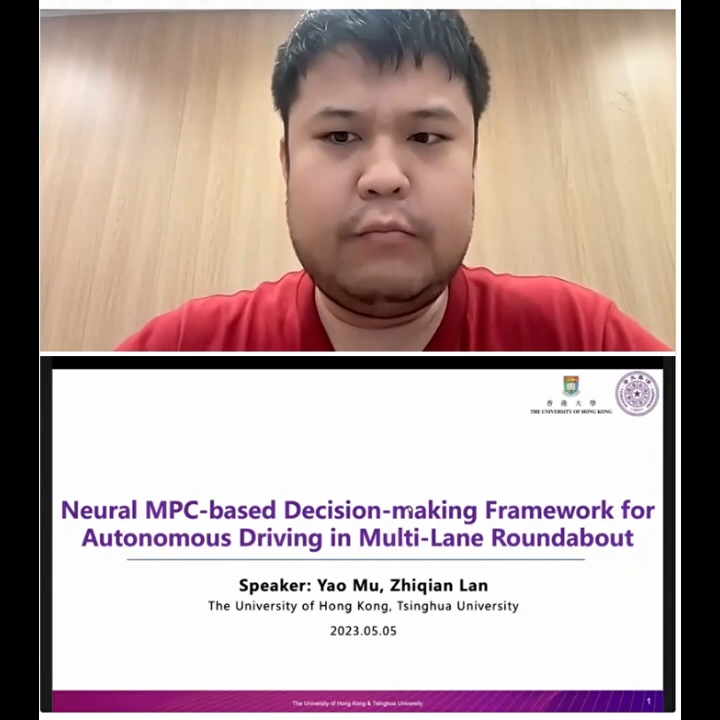 香港大學
THE UNIVERSITY OF HONG KONG
Neural MPC-based Decision-making Framework for
Autonomous Driving in Multi-Lane Roundabout
Speaker: Yao Mu, Zhiqian Lan
The University of Hong Kong, Tsinghua University
2023.05.05
The University of Hong Kong & Tsinghua University
1